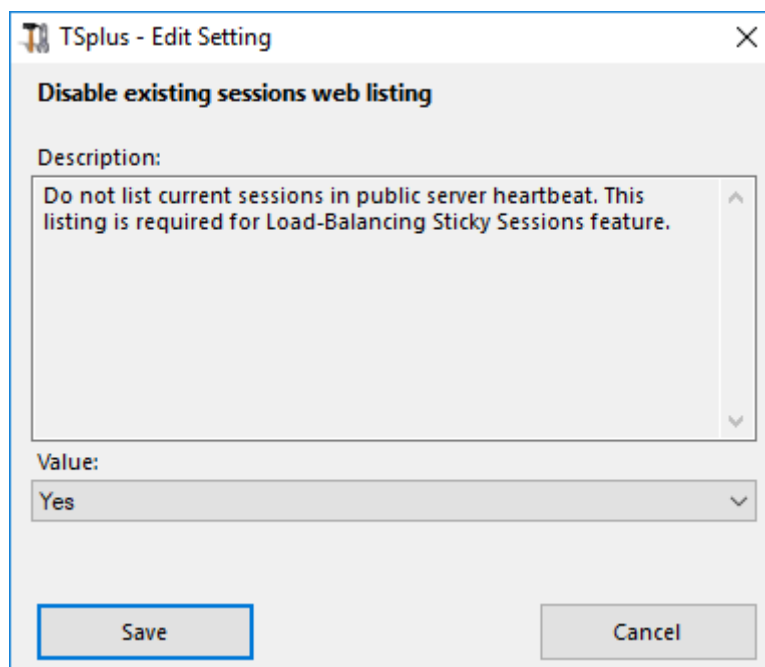 TSplus - Edit Setting
Disable existing sessions web listing
Description:
Do not list current sessions in public server heartbeat. This
listing is required for Load-Balancing Sticky Sessions feature.
Value:
Yes
Save
Cancel